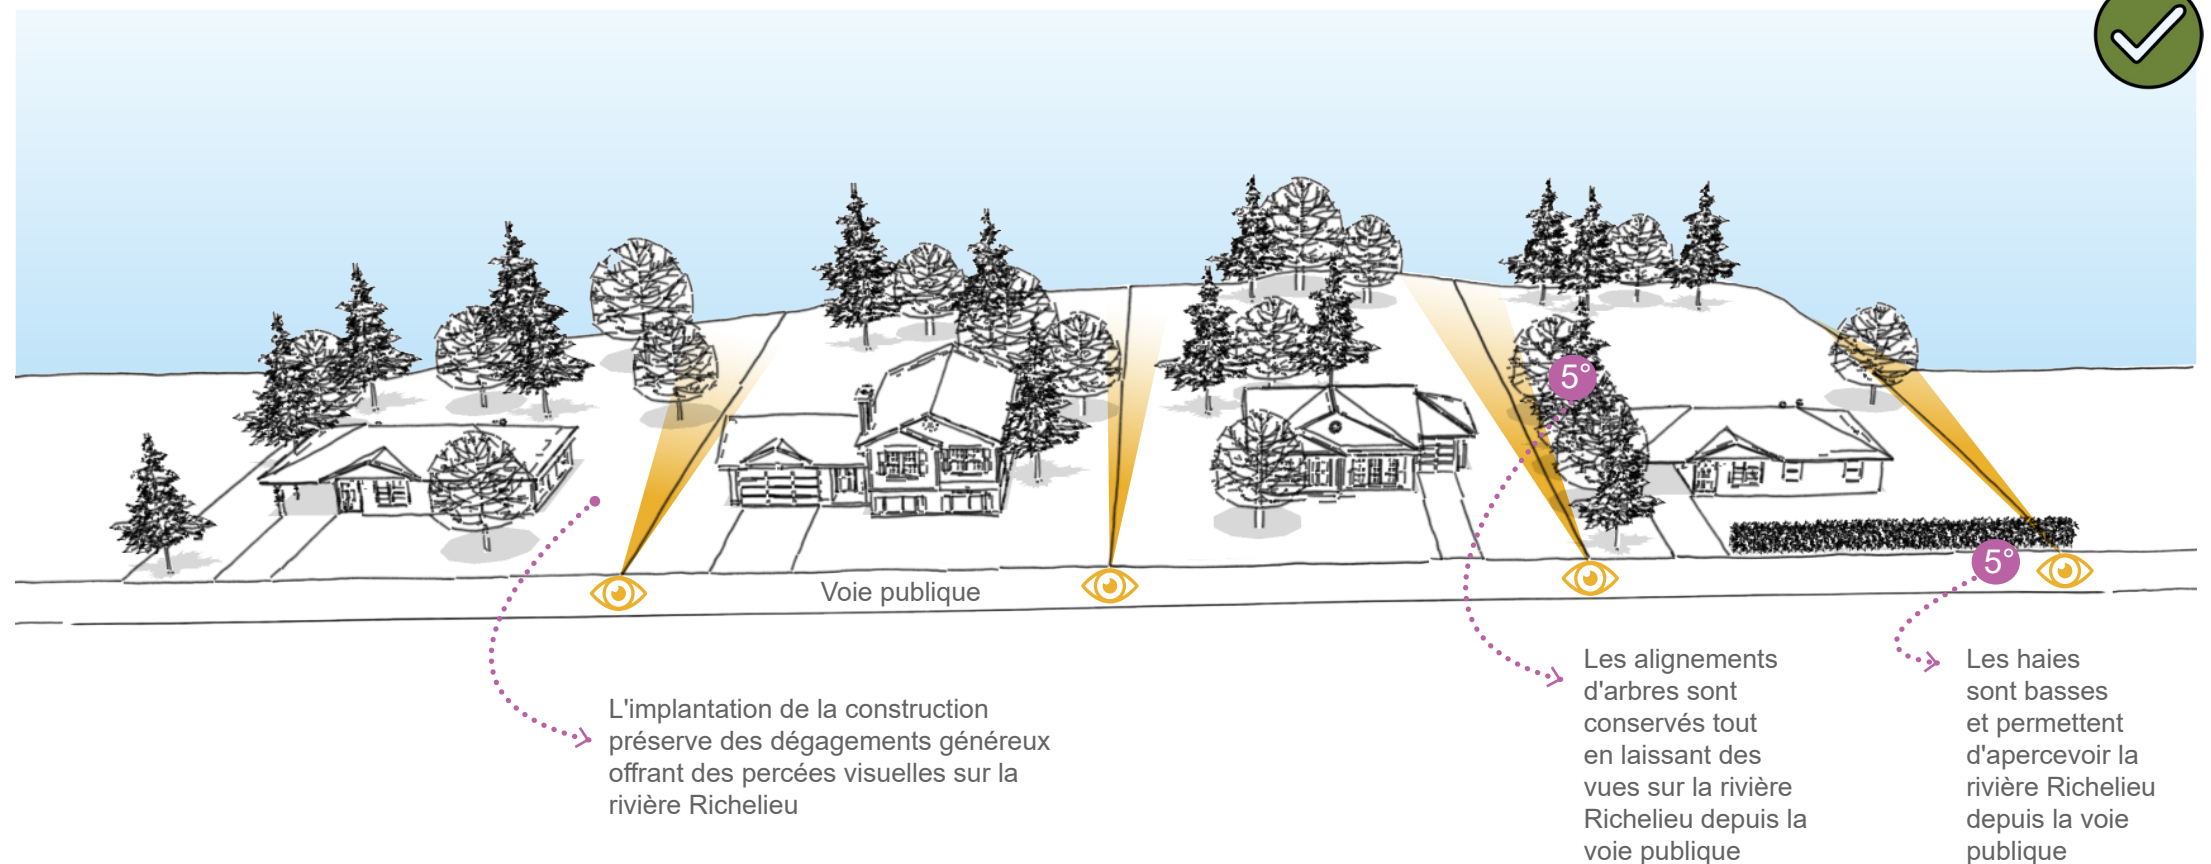 5°
5°
Voie publique
L'implantation de la construction
préserve des dégagements généreux
offrant des percées visuelles sur la
rivière Richelieu
Les alignements
d'arbres sont
conservés tout
en laissant des
vues sur la rivière
Richelieu depuis la
voie publique
Les haies
sont basses
et permettent
d'apercevoir la
rivière Richelieu
depuis la voie
publique